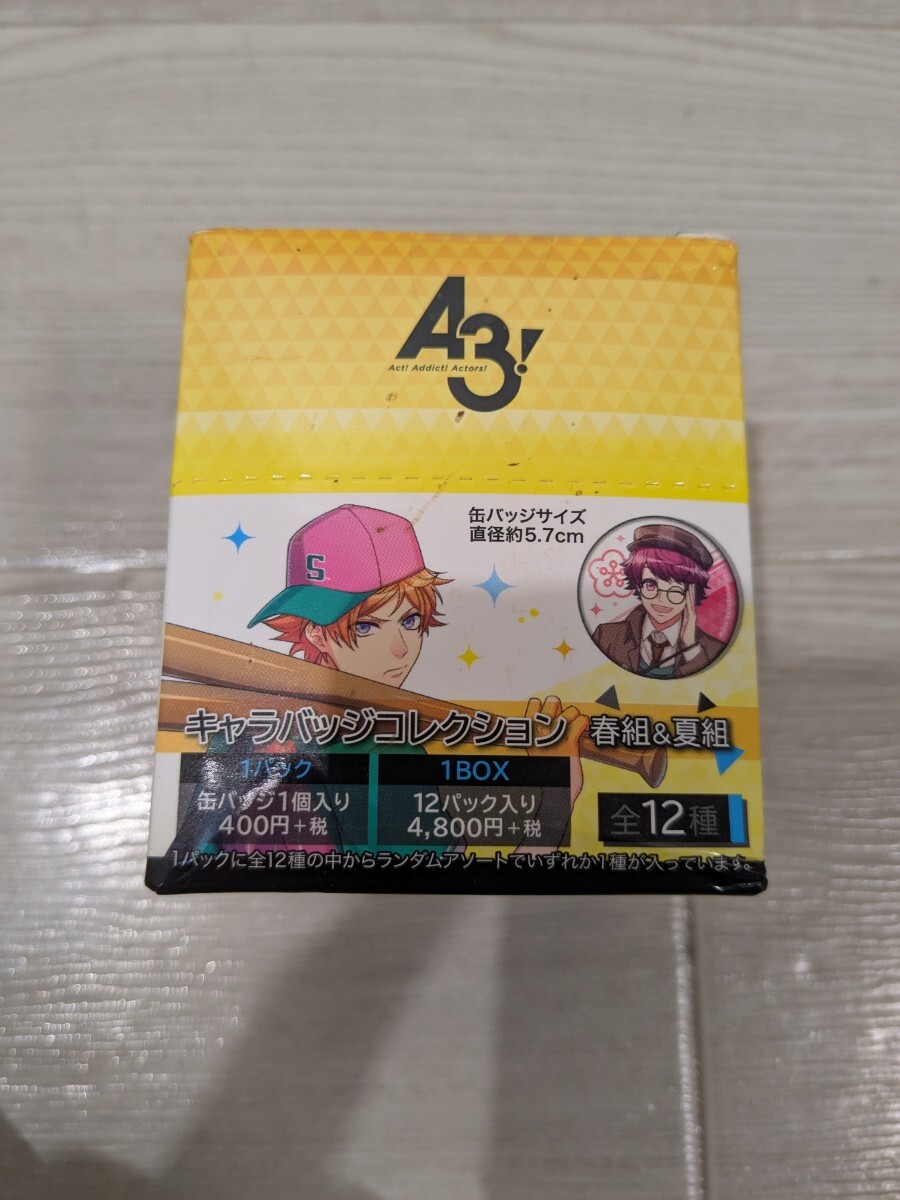 A3!
Act! Addict! Actors!
缶バッジサイズ
直径約5.7cm
S
キャラバッジコレクション
春組&夏組
1パック
缶バッジ1個入り
400円+税
1BOX
12パック入り
4,800円+税
全12種
1パックに全12種の中からランダムアソートでいずれか1種が入っています。